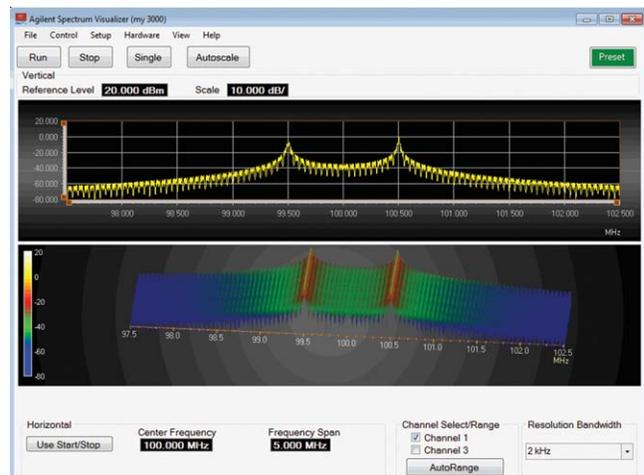 Agilent Spectrum Visualizer (my 3000)
File Control Setup Hardware View Help
Run Stop Single Autoscale Preset
Vertical
Reference Level 20.000 dBm Scale 10.000 dB/
20.000
0.000
-20.000
-40.000
-60.000
-80.000
98.000 98.500 99.000 99.500 100.000 100.500 101.000 101.500 102.000 102.500
MHz
20
0
-20
-40
-60
-80
97.5 98.0 98.5 99.0 99.5 100.0 100.5 101.0 101.5 102.0 102.5
MHz
Horizontal
Use Start/Stop
Center Frequency
100.000 MHz
Frequency Span
5.000 MHz
Channel Select/Range
Channel 1
Channel 3
AutoRange
Resolution Bandwidth
2 kHz